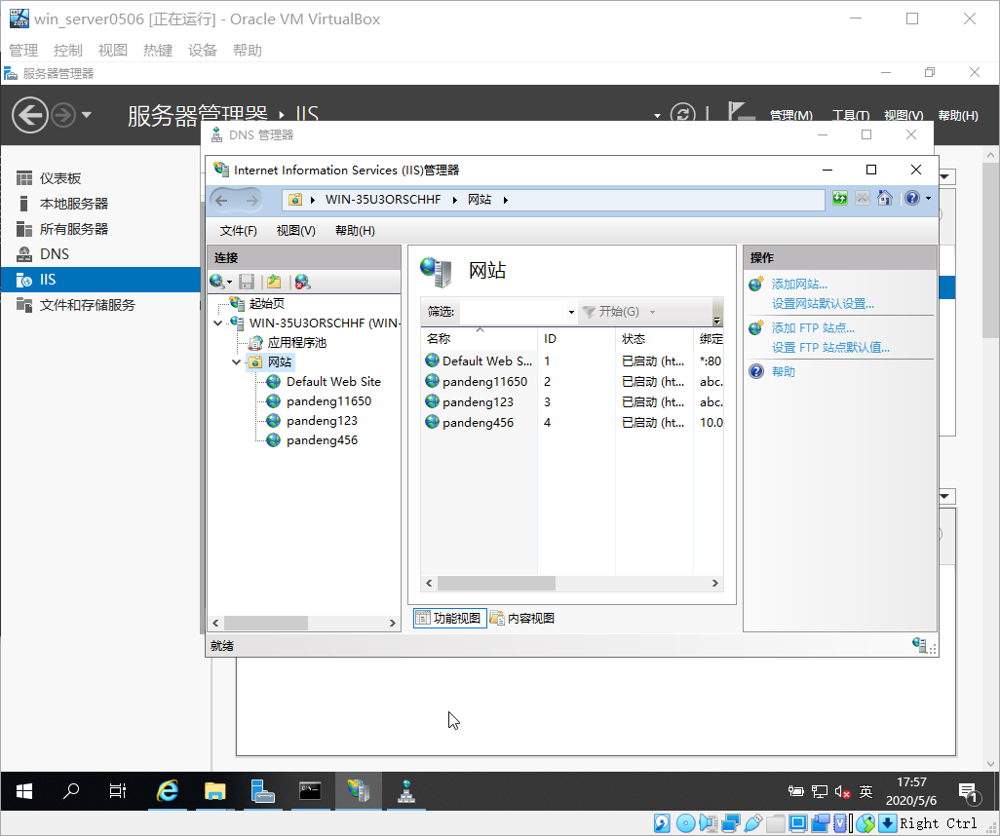 win_server0506 [正在运行] - Oracle VM VirtualBox
管理 控制 视图 热键 设备 帮助
服务器管理器
服务器管理器 · IIS
管理(M) 工具(T) 视图(V) 帮助(H)
DNS 管理器
仪表板
本地服务器
所有服务器
DNS
IIS
文件和存储服务
Internet Information Services (IIS)管理器
WIN-35U3ORSCHHF 网站
文件(F) 视图(V) 帮助(H)
连接
起始页
WIN-35U3ORSCHHF (WIN-
应用程序池
网站
Default Web Site
pandeng11650
pandeng123
pandeng456
网站
筛选: 开始(G)
名称 ID 状态 绑定
Default Web S... 1 已启动 (ht... *:80
pandeng11650 2 已启动 (ht... abc.
pandeng123 3 已启动 (ht... abc.
pandeng456 4 已启动 (ht... 10.0
功能视图 内容视图
操作
添加网站...
设置网站默认设置...
添加 FTP 站点...
设置 FTP 站点默认值...
帮助
就绪
英
17:57
2020/5/6
1
Right Ctrl